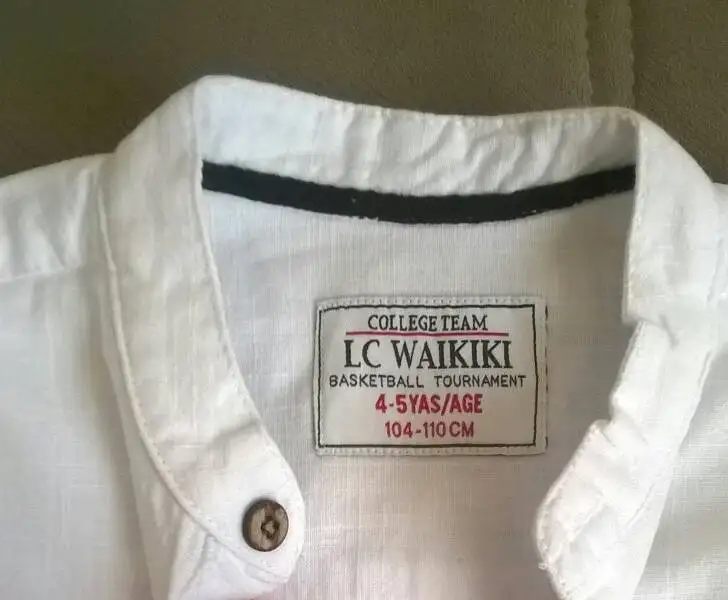 COLLEGE TEAM
LC WAIKIKI
BASKETBALL TOURNAMENT
4-5YAS/AGE
104-110CM